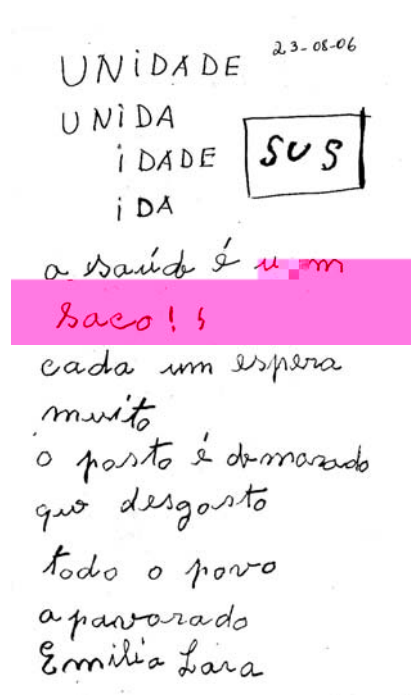 23-08-06
UNiDADE
UNiDA
iDADE
SUS
iDA
a saúde é um
saco!!
cada um espera
muito
o posto é demorado
que desgosto
todo o povo
apavorado
Emilia Lara